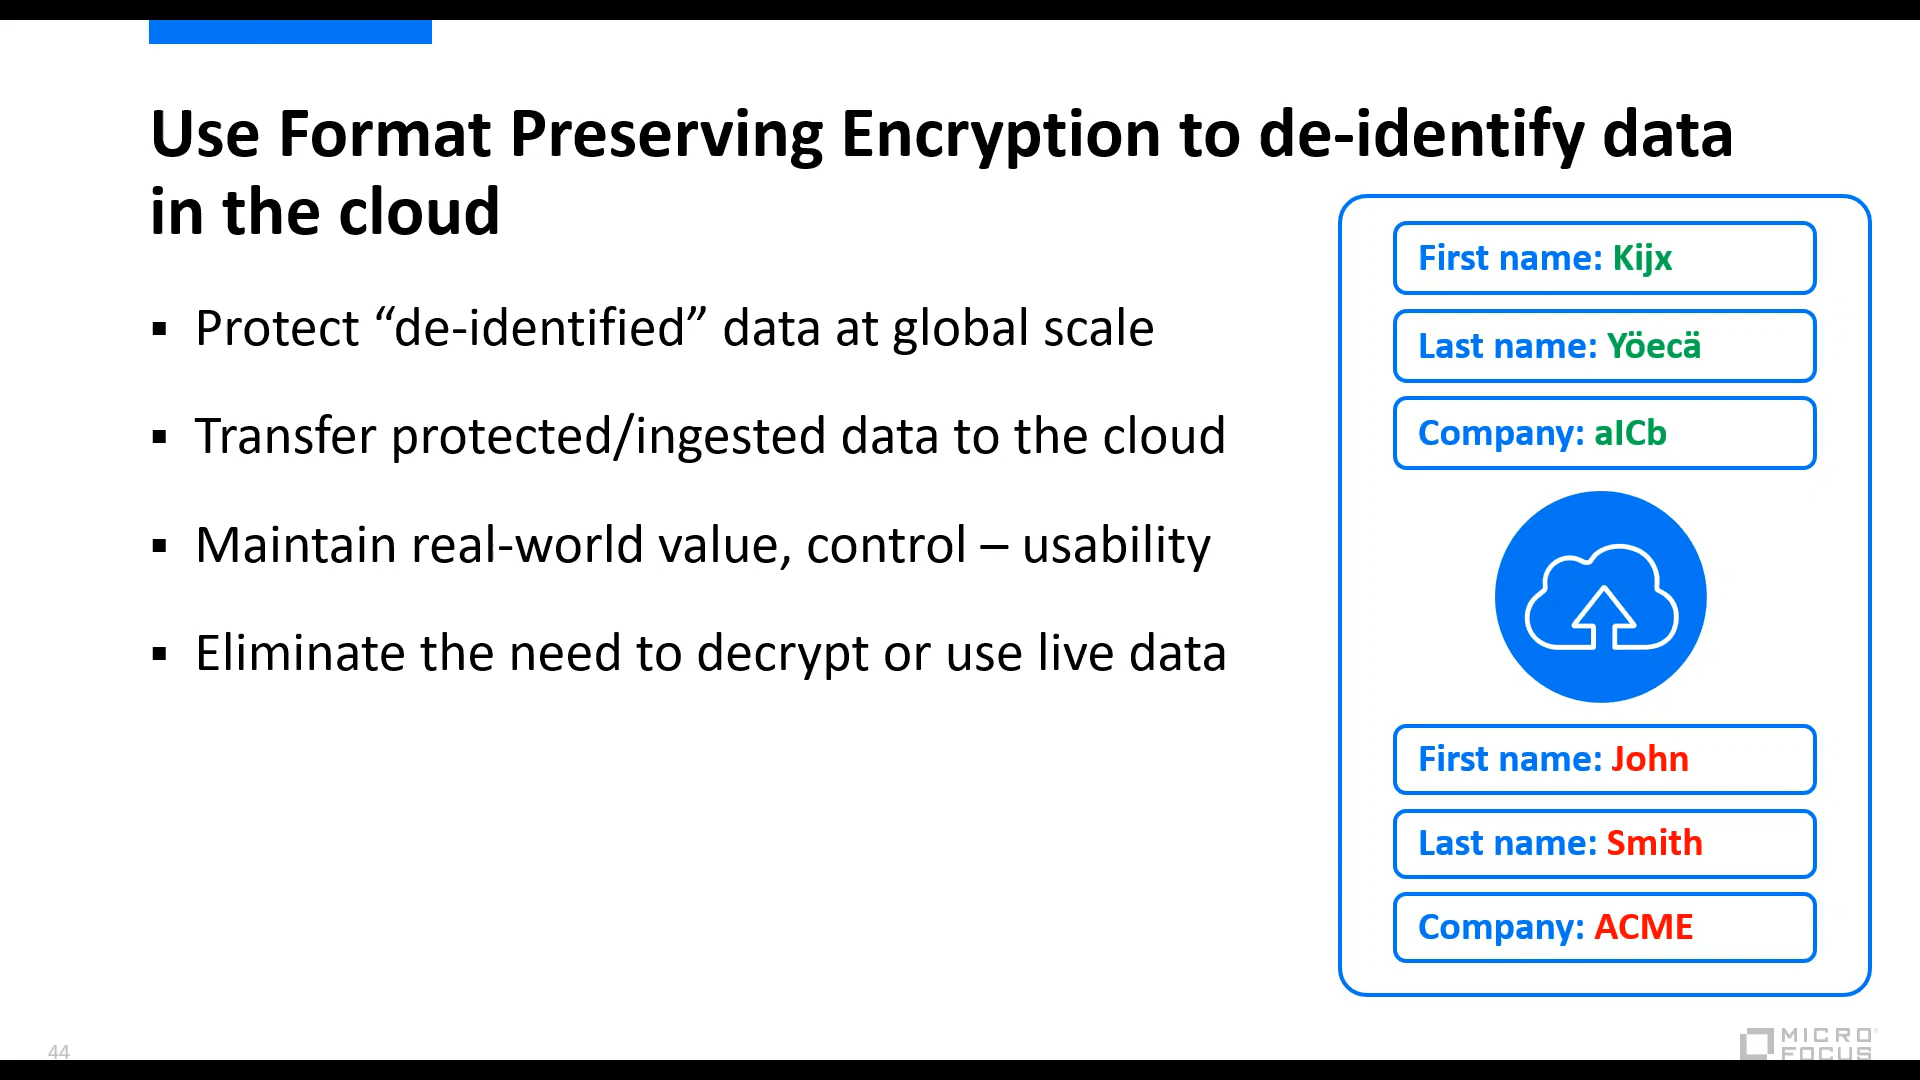 Use Format Preserving Encryption to de-identify data
in the cloud
▪ Protect “de-identified” data at global scale
▪ Transfer protected/ingested data to the cloud
▪ Maintain real-world value, control – usability
▪ Eliminate the need to decrypt or use live data
First name: Kijx
Last name: Yöecä
Company: aICb
First name: John
Last name: Smith
Company: ACME
44
MICRO
FOCUS